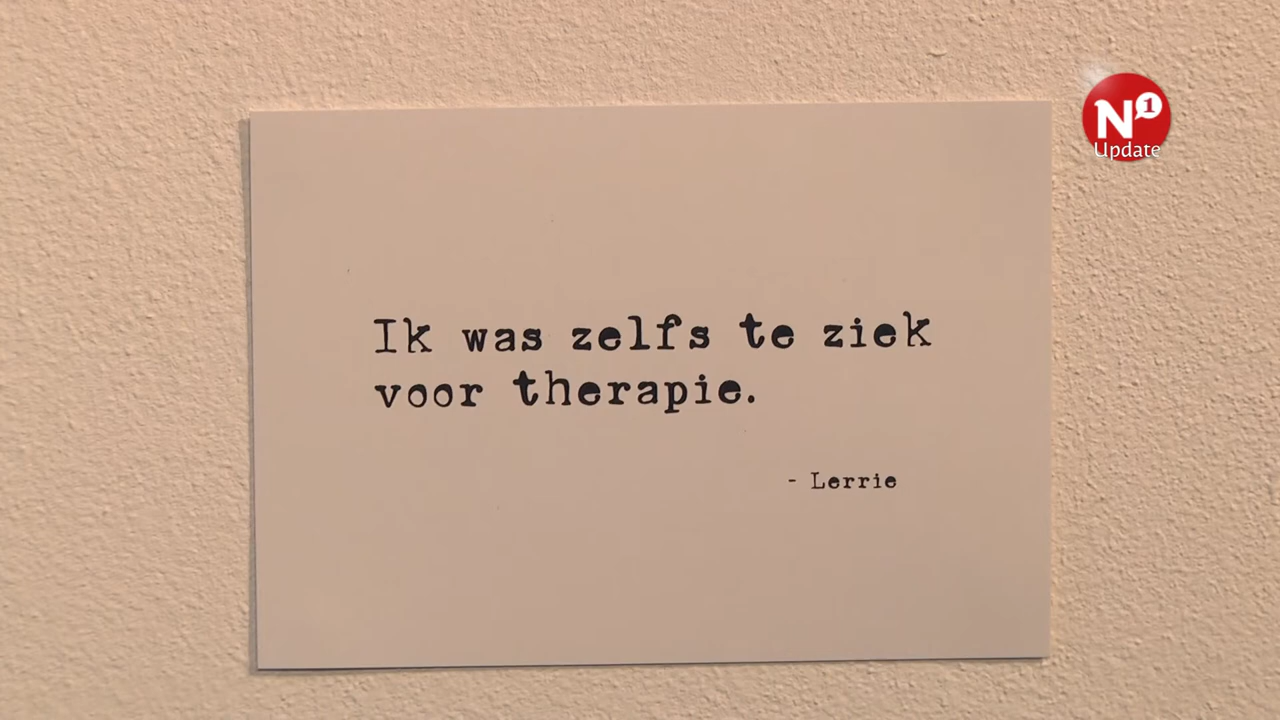 N1
Update
Ik was zelfs te ziek
voor therapie.
- Lerrie